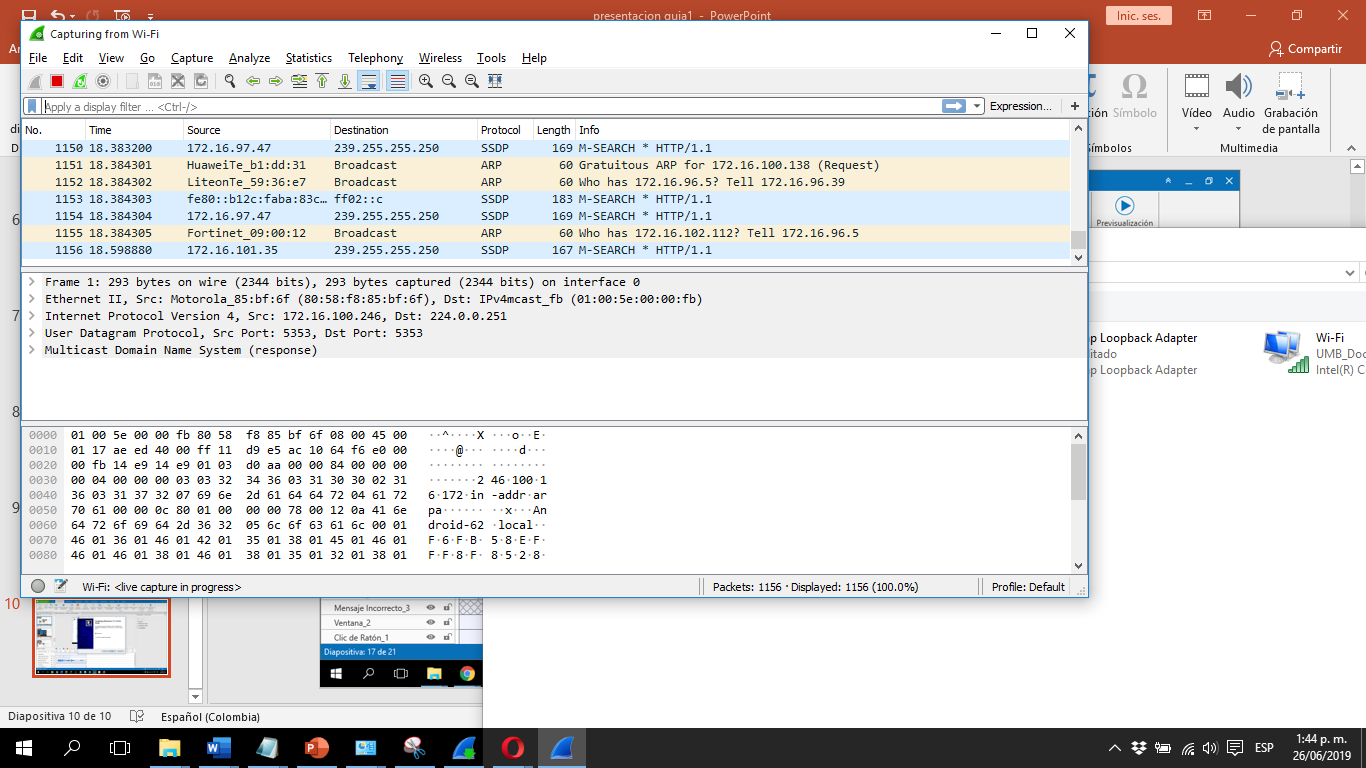 presentacion guia1 - PowerPoint
Inic. ses.
Compartir
Capturing from Wi-Fi
File Edit View Go Capture Analyze Statistics Telephony Wireless Tools Help
Apply a display filter ... <Ctrl-/>
Expression...
+
No. Time Source Destination Protocol Length Info
1150 18.383200 172.16.97.47 239.255.255.250 SSDP 169 M-SEARCH * HTTP/1.1
1151 18.384301 HuaweiTe_b1:dd:31 Broadcast ARP 60 Gratuitous ARP for 172.16.100.138 (Request)
1152 18.384302 LiteonTe_59:36:e7 Broadcast ARP 60 Who has 172.16.96.5? Tell 172.16.96.39
1153 18.384303 fe80::b12c:faba:83c… ff02::c SSDP 183 M-SEARCH * HTTP/1.1
1154 18.384304 172.16.97.47 239.255.255.250 SSDP 169 M-SEARCH * HTTP/1.1
1155 18.384305 Fortinet_09:00:12 Broadcast ARP 60 Who has 172.16.102.112? Tell 172.16.96.5
1156 18.598880 172.16.101.35 239.255.255.250 SSDP 167 M-SEARCH * HTTP/1.1
Frame 1: 293 bytes on wire (2344 bits), 293 bytes captured (2344 bits) on interface 0
Ethernet II, Src: Motorola_85:bf:6f (80:58:f8:85:bf:6f), Dst: IPv4mcast_fb (01:00:5e:00:00:fb)
Internet Protocol Version 4, Src: 172.16.100.246, Dst: 224.0.0.251
User Datagram Protocol, Src Port: 5353, Dst Port: 5353
Multicast Domain Name System (response)
0000 01 00 5e 00 00 fb 80 58 f8 85 bf 6f 08 00 45 00 ··^····X ···o··E·
0010 01 17 ae ed 40 00 ff 11 d9 e5 ac 10 64 f6 e0 00 ····@··· ····d···
0020 00 fb 14 e9 14 e9 01 03 d0 aa 00 00 84 00 00 00 ········ ········
0030 00 04 00 00 00 00 03 32 34 36 03 31 30 30 02 31 ·······2 46·100·1
0040 36 03 31 37 32 07 69 6e 2d 61 64 64 72 04 61 72 6·172·in -addr·ar
0050 70 61 00 00 0c 80 01 00 00 00 78 00 12 0a 41 6e pa······ ··x···An
0060 64 72 6f 69 64 2d 36 32 05 6c 6f 63 61 6c 00 01 droid-62 ·local··
0070 46 01 36 01 46 01 42 01 35 01 38 01 45 01 46 01 F·6·F·B· 5·8·E·F·
0080 46 01 46 01 38 01 46 01 38 01 35 01 32 01 38 01 F·F·8·F· 8·5·2·8·
Wi-Fi: <live capture in progress>
Packets: 1156 · Displayed: 1156 (100.0%)
Profile: Default
ción Símbolo
Vídeo Audio Grabación
de pantalla
mbolos
Multimedia
Previsualización
p Loopback Adapter
itado
p Loopback Adapter
Wi-Fi
UMB_Doc
Intel(R) C
6
7
8
9
10
Mensaje Incorrecto_3
Ventana_2
Clic de Ratón_1
Diapositiva: 17 de 21
Diapositiva 10 de 10
Español (Colombia)
ESP
1:44 p. m.
26/06/2019